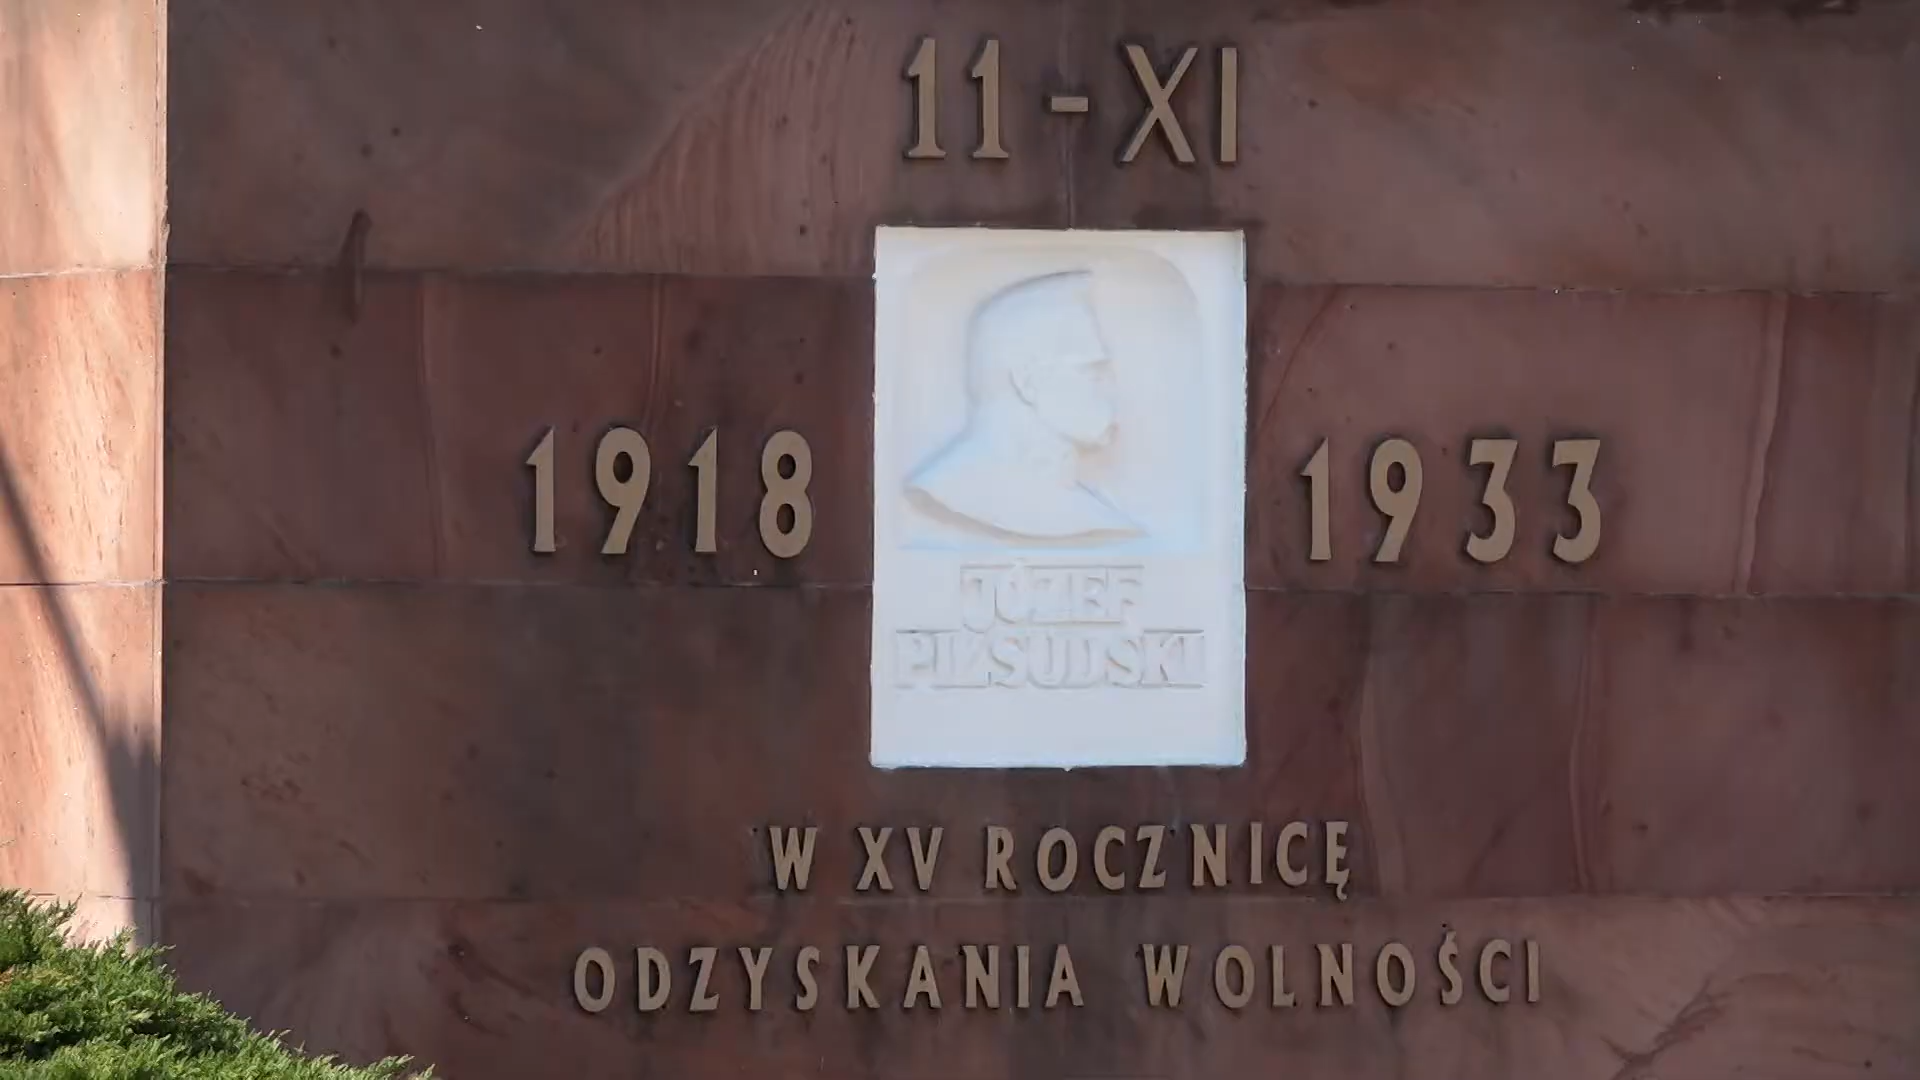 11 - XI
1918 1933
JÓZEF
PIŁSUDSKI
W XV ROCZNICĘ
ODZYSKANIA WOLNOŚCI